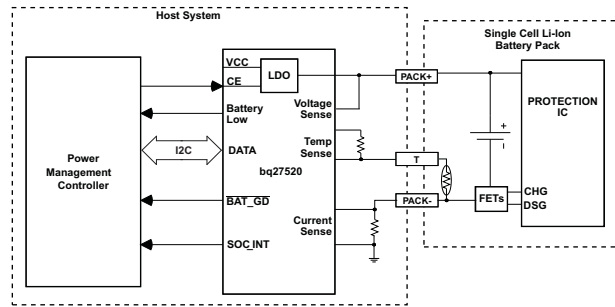 Host System
Single Cell Li-Ion
Battery Pack
VCC
LDO
CE
PACK+
Battery
Low
Voltage
Sense
PROTECTION
IC
Temp
Sense
I2C
DATA
T
Power
Management
Controller
bq27520
BAT_GD
PACK-
FETs
CHG
DSG
Current
Sense
SOC_INT
+
–